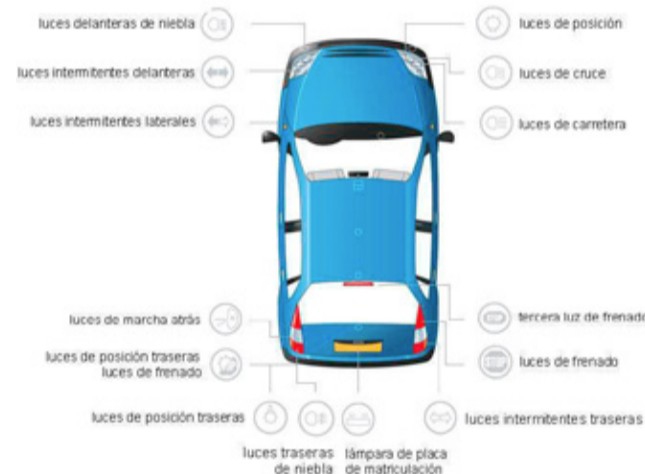 luces delanteras de niebla
luces de posición
luces intermitentes delanteras
luces de cruce
luces intermitentes laterales
luces de carretera
luces de marcha atrás
tercera luz de frenado
luces de posición traseras
luces de frenado
luces de frenado
luces de posición traseras
luces intermitentes traseras
luces traseras
de niebla
lámpara de placa
de matriculación